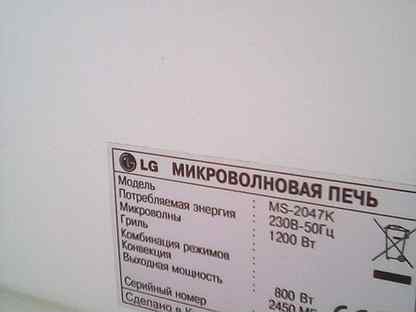 LG МИКРОВОЛНОВАЯ ПЕЧЬ
Модель : MS-2047K
Потребляемая энергия : 230В-50Гц
Микроволны : 1200 Вт
Гриль :
Комбинация режимов :
Конвекция :
Выходная мощность : 800 Вт
2450
Серийный номер
Сделано в